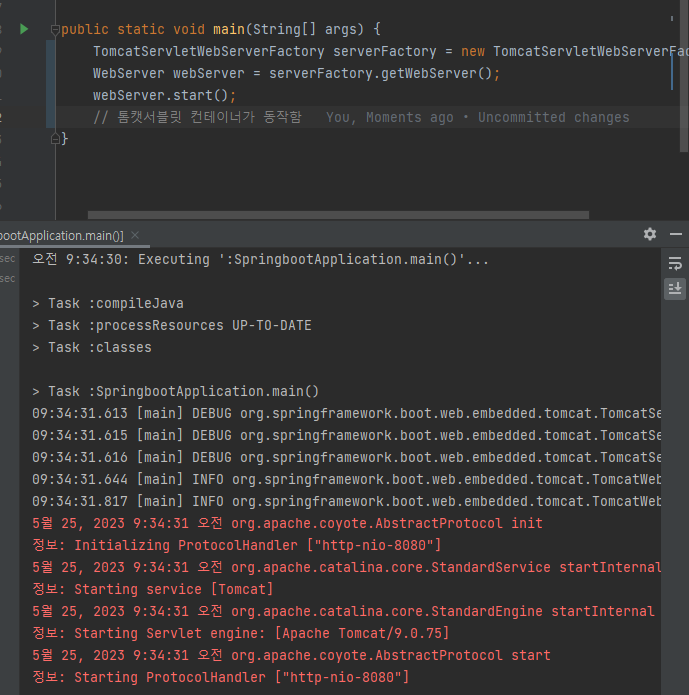 public static void main(String[] args) {
TomcatServletWebServerFactory serverFactory = new TomcatServletWebServerFac
WebServer webServer = serverFactory.getWebServer();
webServer.start();
// 톰캣서블릿 컨테이너가 동작함 You, Moments ago • Uncommitted changes
}
bootApplication.main()] ×
sec 오전 9:34:30: Executing ':SpringbootApplication.main()'...
sec
> Task :compileJava
> Task :processResources UP-TO-DATE
> Task :classes
> Task :SpringbootApplication.main()
09:34:31.613 [main] DEBUG org.springframework.boot.web.embedded.tomcat.TomcatSe
09:34:31.615 [main] DEBUG org.springframework.boot.web.embedded.tomcat.TomcatSe
09:34:31.616 [main] DEBUG org.springframework.boot.web.embedded.tomcat.TomcatSe
09:34:31.644 [main] INFO org.springframework.boot.web.embedded.tomcat.TomcatWeb
09:34:31.817 [main] INFO org.springframework.boot.web.embedded.tomcat.TomcatWeb
5월 25, 2023 9:34:31 오전 org.apache.coyote.AbstractProtocol init
정보: Initializing ProtocolHandler ["http-nio-8080"]
5월 25, 2023 9:34:31 오전 org.apache.catalina.core.StandardService startInternal
정보: Starting service [Tomcat]
5월 25, 2023 9:34:31 오전 org.apache.catalina.core.StandardEngine startInternal
정보: Starting Servlet engine: [Apache Tomcat/9.0.75]
5월 25, 2023 9:34:31 오전 org.apache.coyote.AbstractProtocol start
정보: Starting ProtocolHandler ["http-nio-8080"]